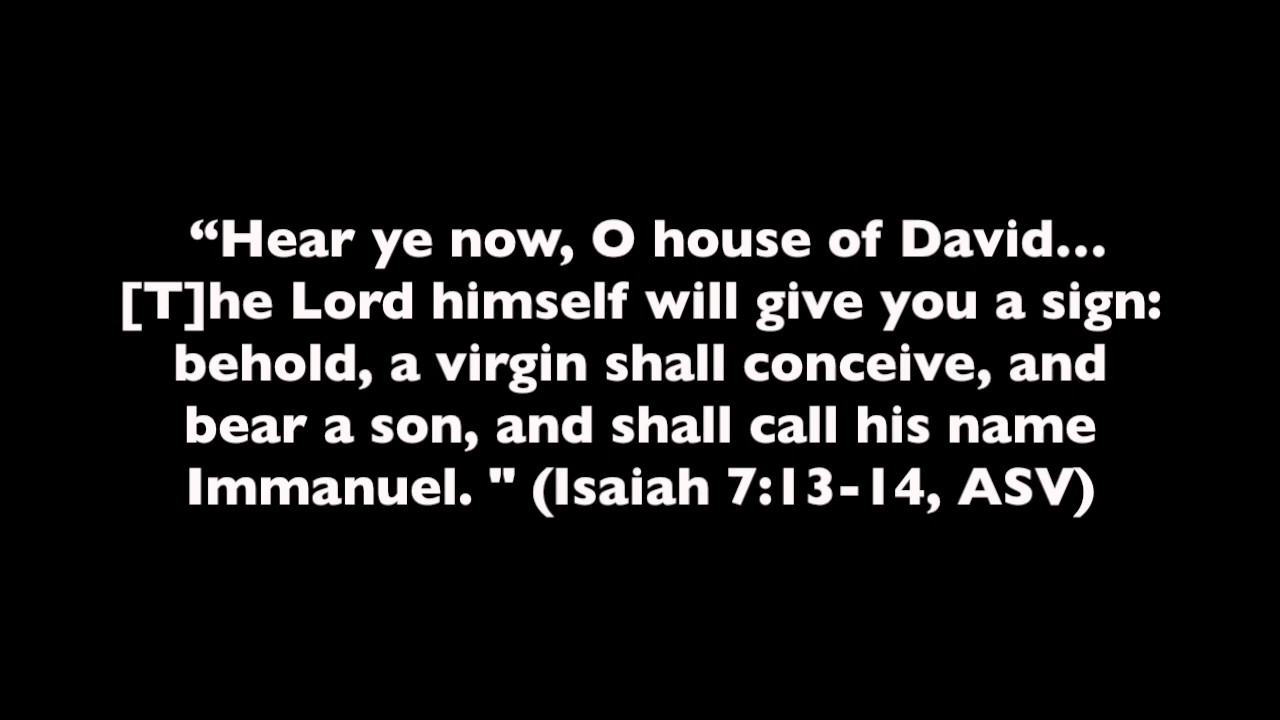 “Hear ye now, O house of David...
[T]he Lord himself will give you a sign:
behold, a virgin shall conceive, and
bear a son, and shall call his name
Immanuel. " (Isaiah 7:13-14, ASV)